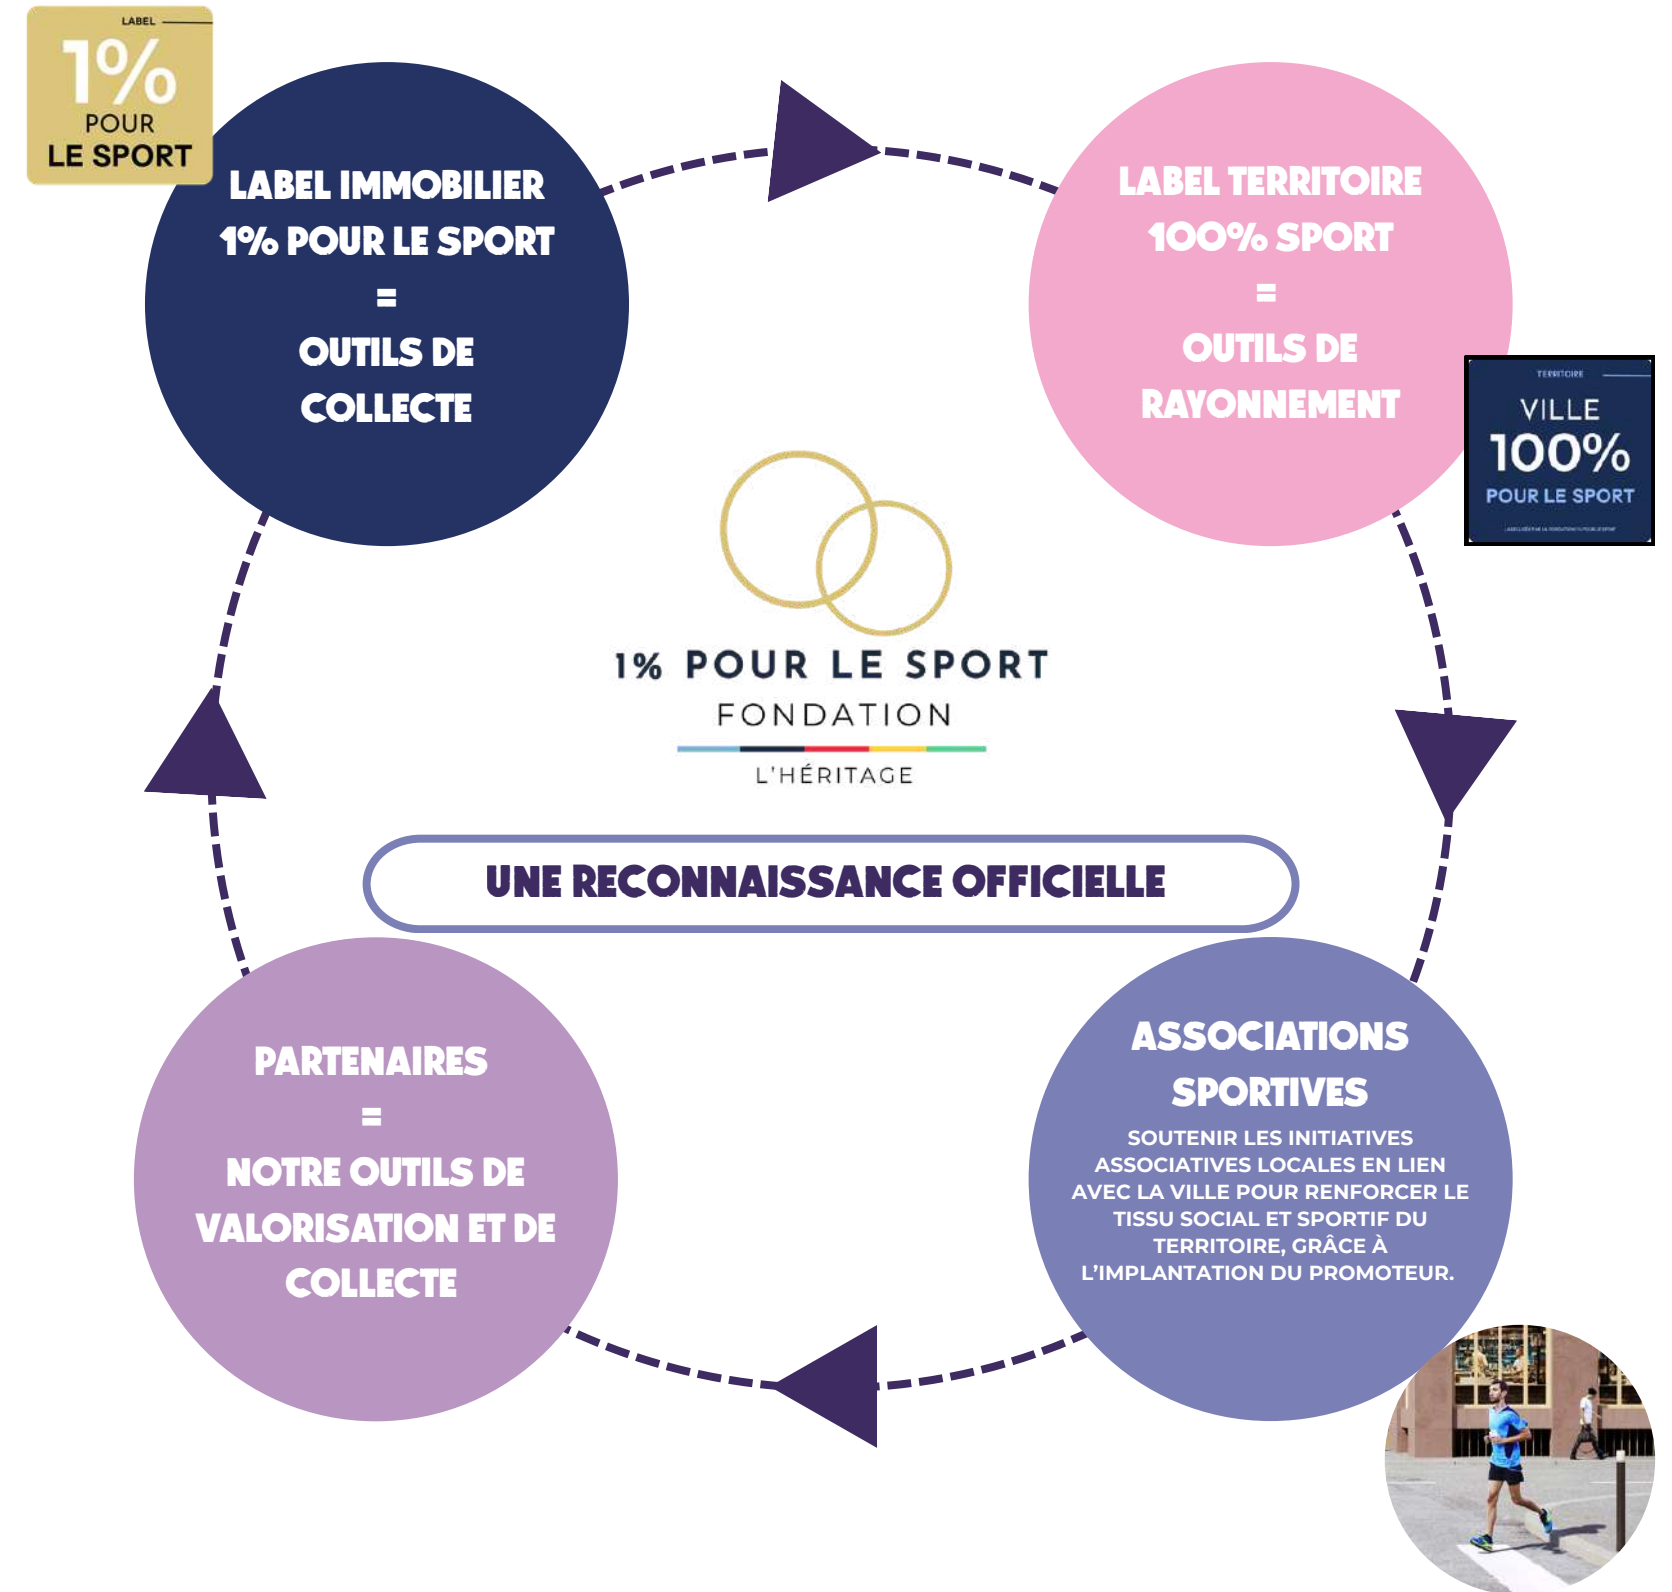 LABEL
1%
POUR
LE SPORT
LABEL IMMOBILIER
1% POUR LE SPORT
=
OUTILS DE
COLLECTE
LABEL TERRITOIRE
100% SPORT
=
OUTILS DE
RAYONNEMENT
TERRITOIRE
VILLE
100%
POUR LE SPORT
1% POUR LE SPORT
FONDATION
L'HÉRITAGE
UNE RECONNAISSANCE OFFICIELLE
PARTENAIRES
=
NOTRE OUTILS DE
VALORISATION ET DE
COLLECTE
ASSOCIATIONS
SPORTIVES
SOUTENIR LES INITIATIVES
ASSOCIATIVES LOCALES EN LIEN
AVEC LA VILLE POUR RENFORCER LE
TISSU SOCIAL ET SPORTIF DU
TERRITOIRE, GRÂCE À
L'IMPLANTATION DU PROMOTEUR.